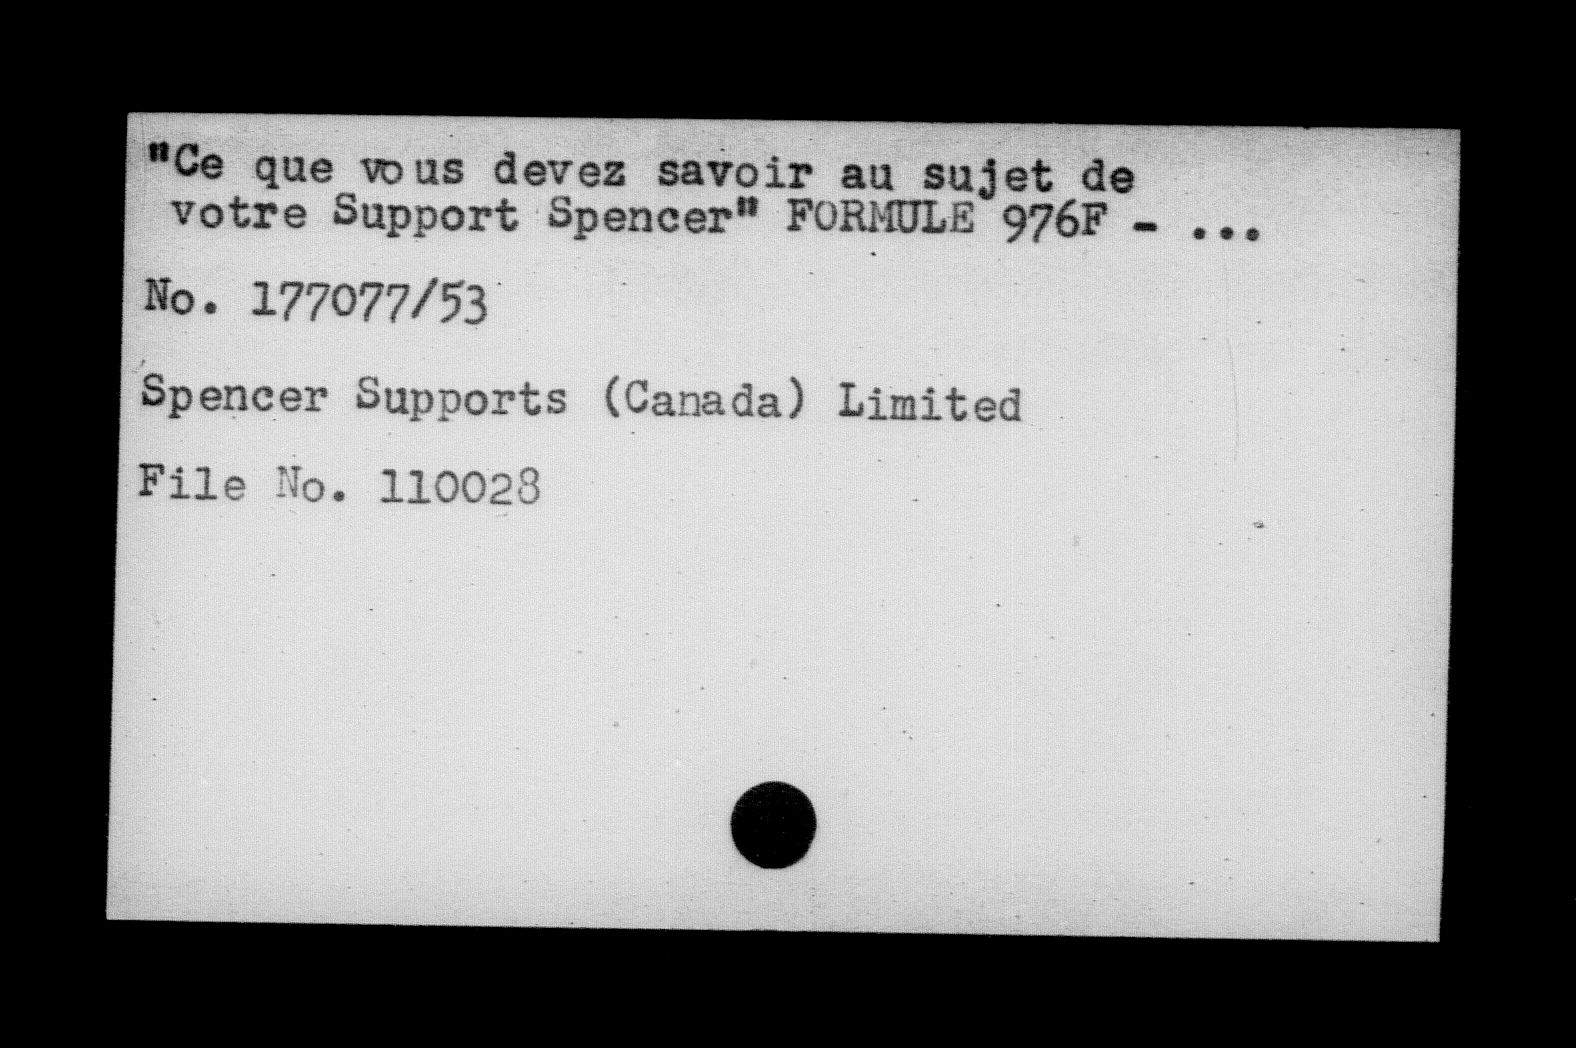 "Ce que vous devez savoir au sujet de
votre Support Spencer" FORMULE 976F - ...
No. 177077/53
Spencer Supports (Canada) Limited
File No. 110028